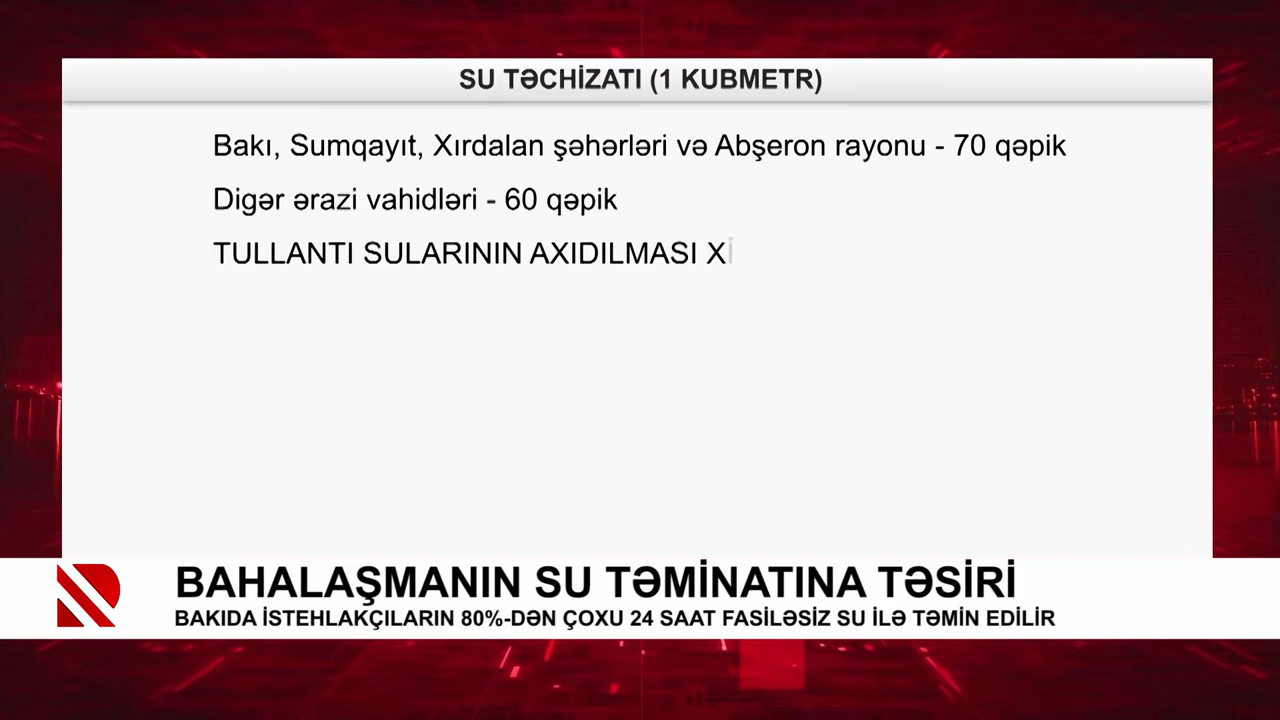 SU TƏCHİZATI (1 KUBMETR)
Bakı, Sumqayıt, Xırdalan şəhərləri və Abşeron rayonu - 70 qəpik
Digər ərazi vahidləri - 60 qəpik
TULLANTI SULARININ AXIDILMASI Xİ
BAHALAŞMANIN SU TƏMİNATINA TƏSİRİ
BAKIDA İSTEHLAKÇILARIN 80%-DƏN ÇOXU 24 SAAT FASİLƏSİZ SU İLƏ TƏMİN EDİLİR